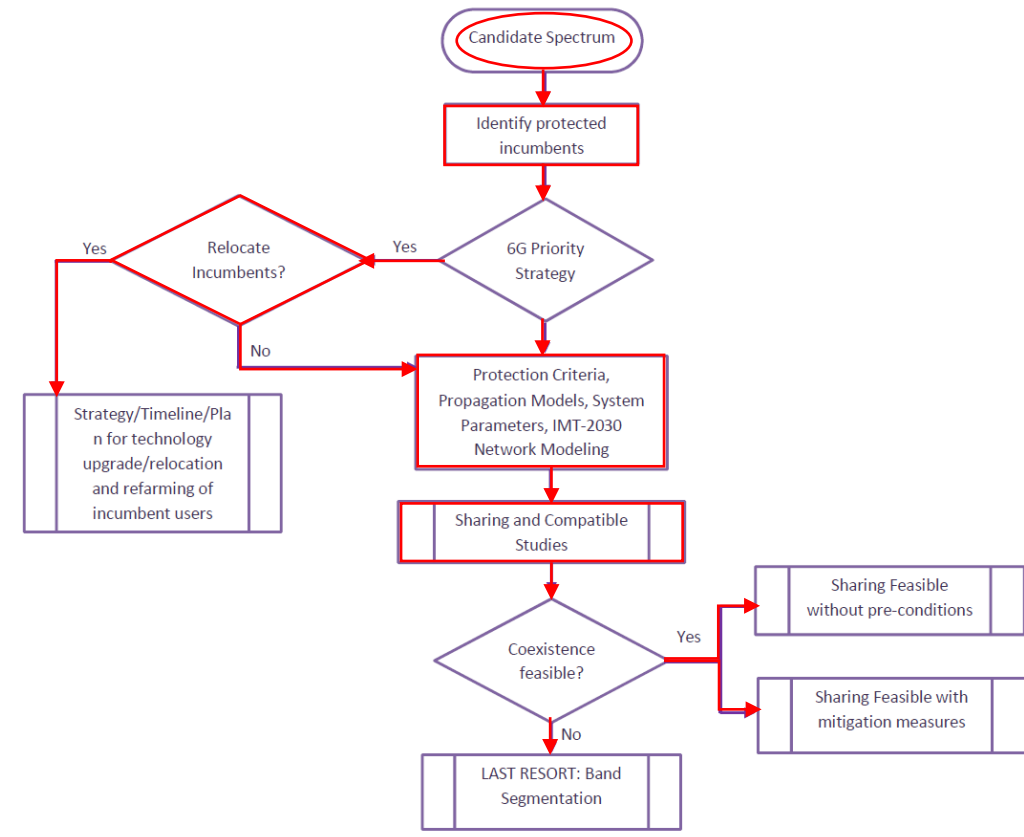 Candidate Spectrum
Identify protected
incumbents
Yes
Relocate
Incumbents?
Yes
6G Priority
Strategy
No
Protection Criteria,
Propagation Models, System
Parameters, IMT-2030
Network Modeling
Strategy/Timeline/Pla
n for technology
upgrade/relocation
and refarming of
incumbent users
Sharing and Compatible
Studies
Coexistence
feasible?
Yes
Sharing Feasible
without pre-conditions
Sharing Feasible with
mitigation measures
No
LAST RESORT: Band
Segmentation